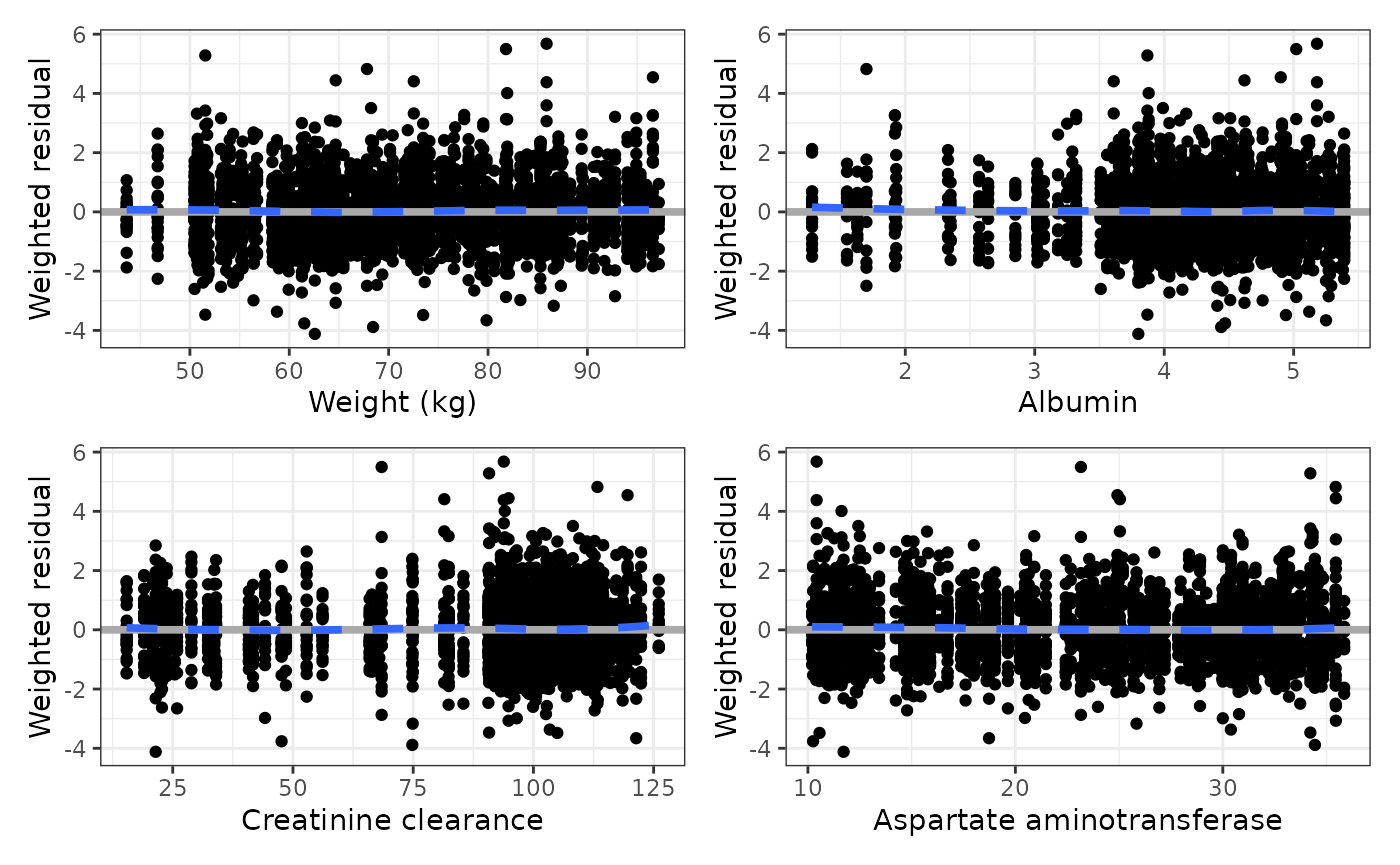 6
4
2
0
-2
-4
Weighted residual
50 60 70 80 90
Weight (kg)
6
4
2
0
-2
-4
Weighted residual
2 3 4 5
Albumin
6
4
2
0
-2
-4
Weighted residual
25 50 75 100 125
Creatinine clearance
6
4
2
0
-2
-4
Weighted residual
10 20 30
Aspartate aminotransferase